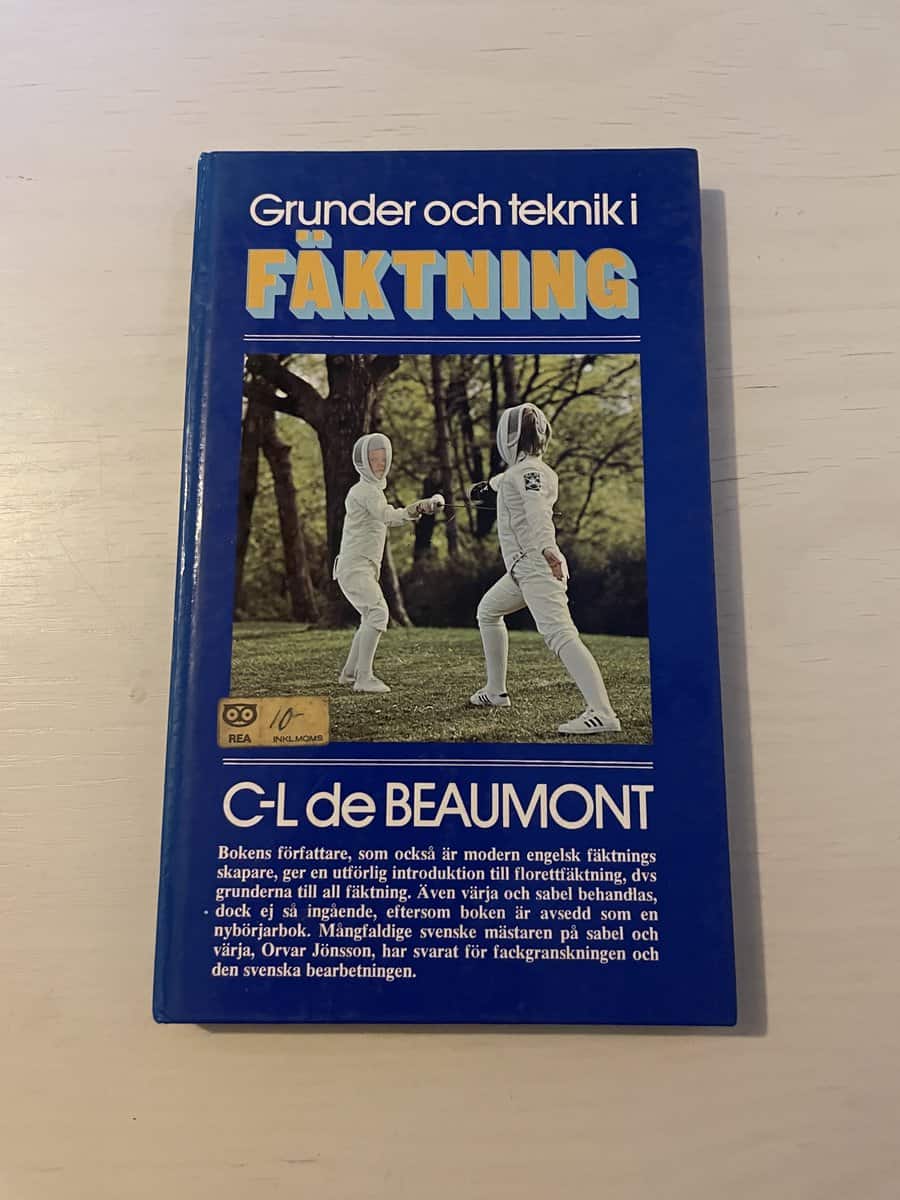 Grunder och teknik i
FÄKTNING
10-
REA INKL.MOMS
C-L de BEAUMONT
Bokens författare, som också är modern engelsk fäktnings
skapare, ger en utförlig introduktion till florettfäktning, dvs
grunderna till all fäktning. Även värja och sabel behandlas,
dock ej så ingående, eftersom boken är avsedd som en
nybörjarbok. Mångfaldige svenske mästaren på sabel och
värja, Orvar Jönsson, har svarat för fackgranskningen och
den svenska bearbetningen.